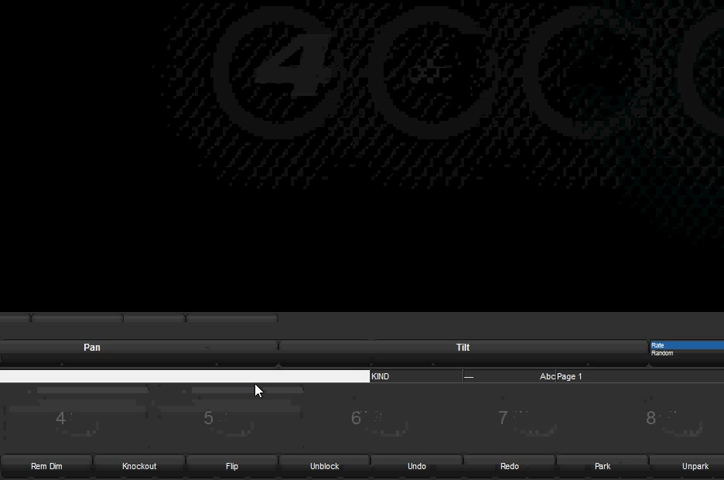 4
Pan Tilt Rate
Random
KIND — Abc Page 1
4 5 6 7 8
Rem Dim Knockout Flip Unblock Undo Redo Park Unpark